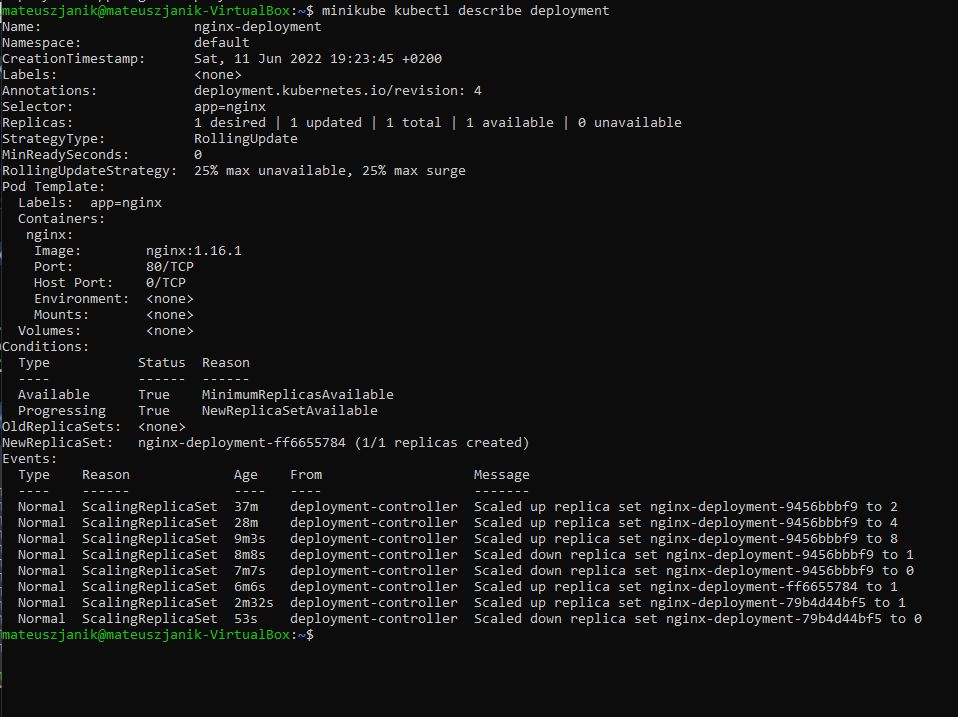 mateuszjanik@mateuszjanik-VirtualBox:~$ minikube kubectl describe deployment
Name:                   nginx-deployment
Namespace:              default
CreationTimestamp:      Sat, 11 Jun 2022 19:23:45 +0200
Labels:                 <none>
Annotations:            deployment.kubernetes.io/revision: 4
Selector:               app=nginx
Replicas:               1 desired | 1 updated | 1 total | 1 available | 0 unavailable
StrategyType:           RollingUpdate
MinReadySeconds:        0
RollingUpdateStrategy:  25% max unavailable, 25% max surge
Pod Template:
  Labels:  app=nginx
  Containers:
   nginx:
    Image:        nginx:1.16.1
    Port:         80/TCP
    Host Port:    0/TCP
    Environment:  <none>
    Mounts:       <none>
  Volumes:        <none>
Conditions:
  Type           Status  Reason
  ----           ------  ------
  Available      True    MinimumReplicasAvailable
  Progressing    True    NewReplicaSetAvailable
OldReplicaSets:  <none>
NewReplicaSet:   nginx-deployment-ff6655784 (1/1 replicas created)
Events:
  Type    Reason             Age    From                   Message
  ----    ------             ----   ----                   -------
  Normal  ScalingReplicaSet  37m    deployment-controller  Scaled up replica set nginx-deployment-9456bbbf9 to 2
  Normal  ScalingReplicaSet  28m    deployment-controller  Scaled up replica set nginx-deployment-9456bbbf9 to 4
  Normal  ScalingReplicaSet  9m3s   deployment-controller  Scaled up replica set nginx-deployment-9456bbbf9 to 8
  Normal  ScalingReplicaSet  8m8s   deployment-controller  Scaled down replica set nginx-deployment-9456bbbf9 to 1
  Normal  ScalingReplicaSet  7m7s   deployment-controller  Scaled down replica set nginx-deployment-9456bbbf9 to 0
  Normal  ScalingReplicaSet  6m6s   deployment-controller  Scaled up replica set nginx-deployment-ff6655784 to 1
  Normal  ScalingReplicaSet  2m32s  deployment-controller  Scaled up replica set nginx-deployment-79b4d44bf5 to 1
  Normal  ScalingReplicaSet  53s    deployment-controller  Scaled down replica set nginx-deployment-79b4d44bf5 to 0
mateuszjanik@mateuszjanik-VirtualBox:~$